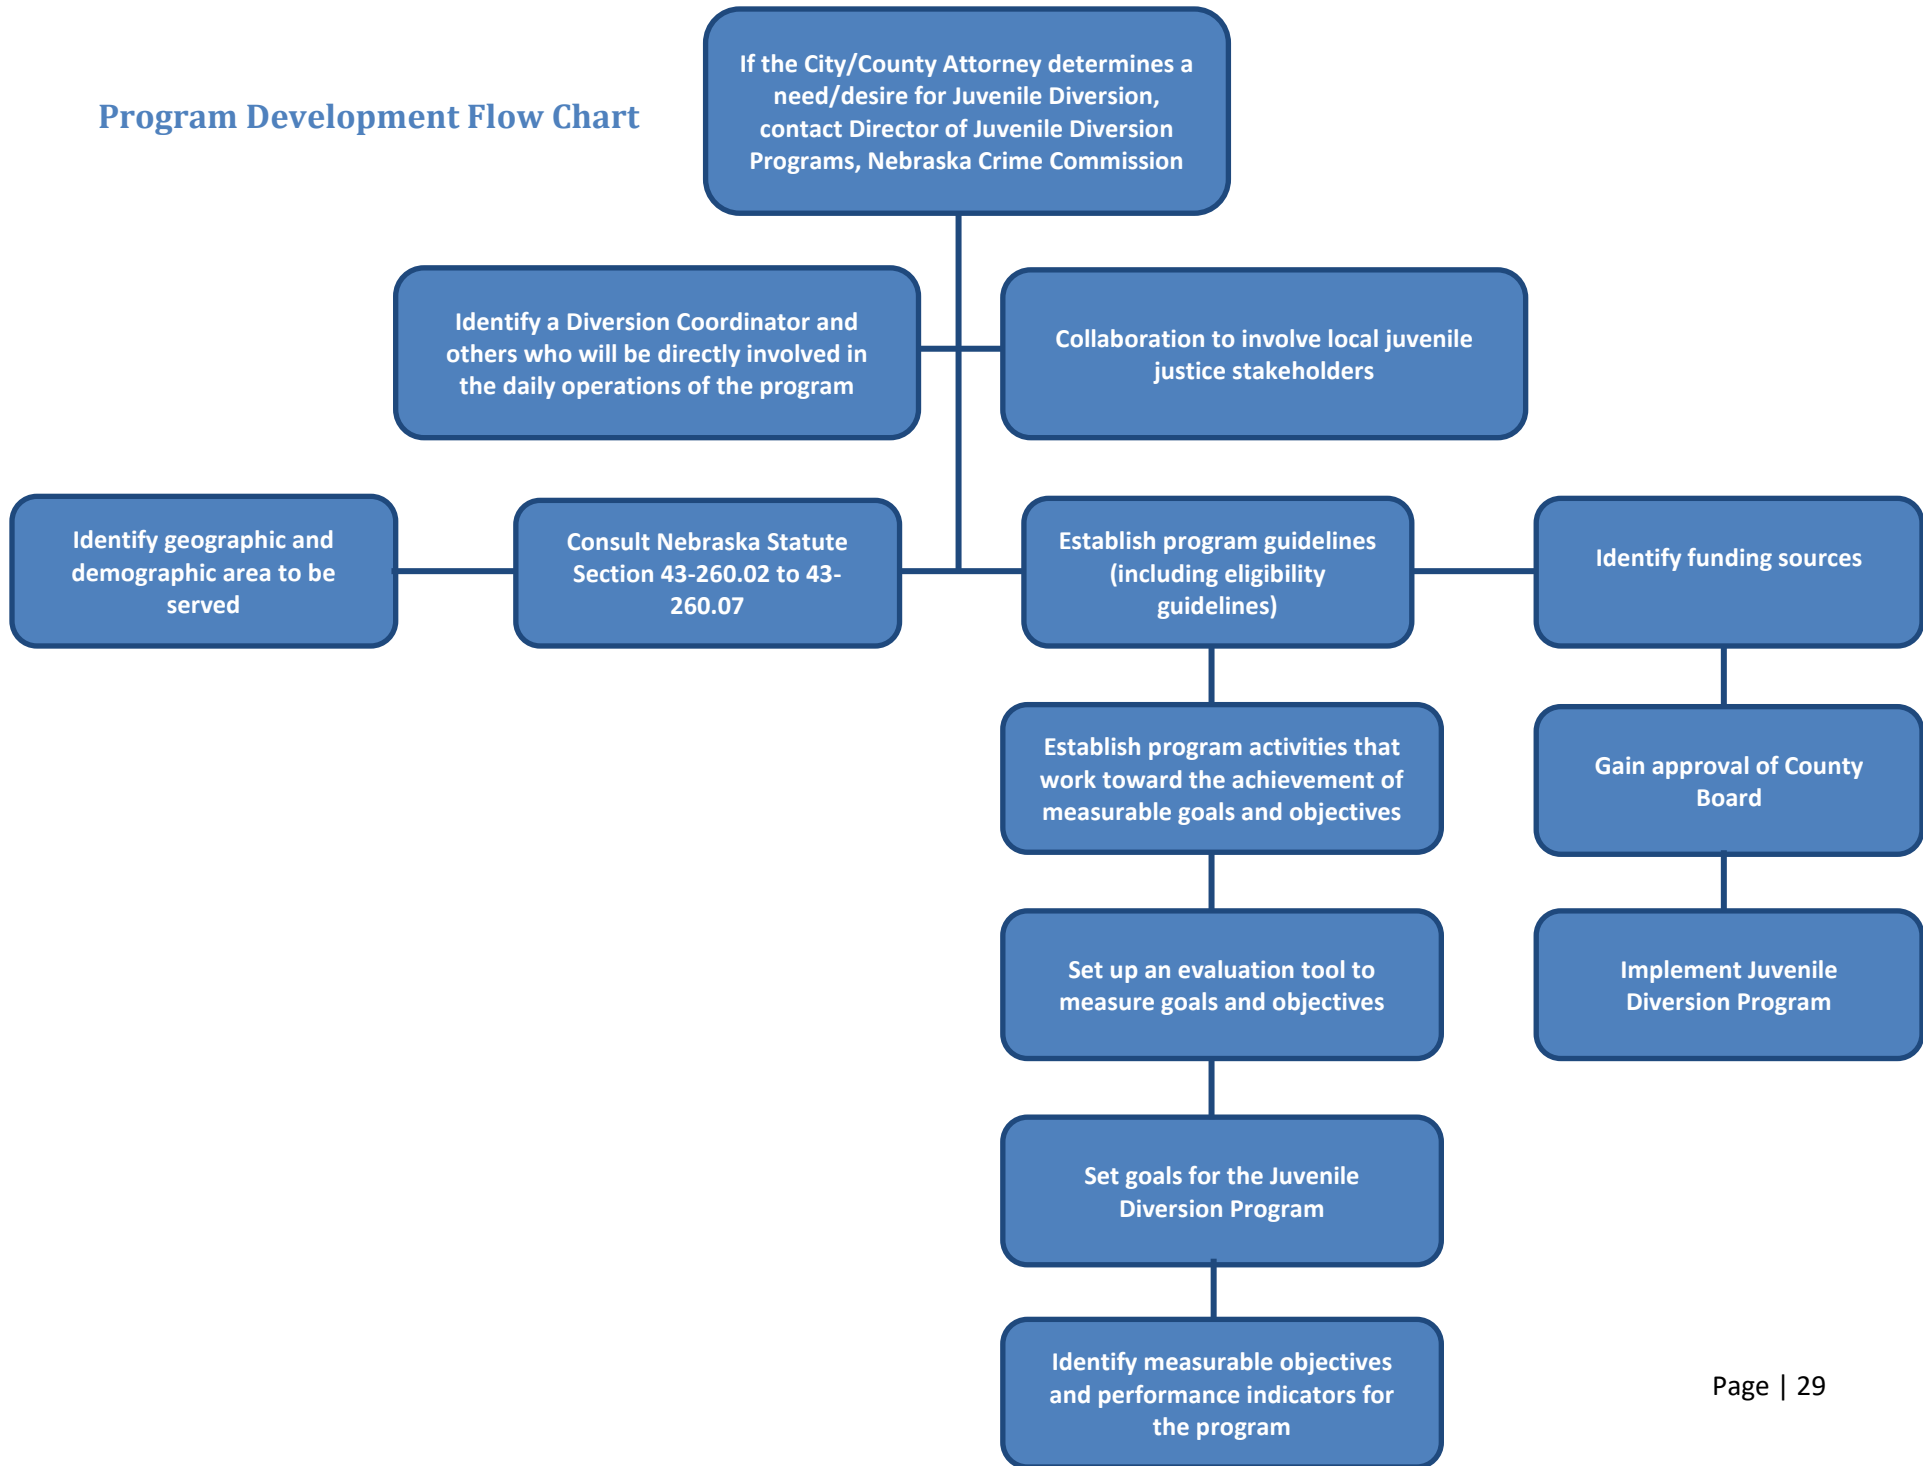 Program Development Flow Chart
If the City/County Attorney determines a
need/desire for Juvenile Diversion,
contact Director of Juvenile Diversion
Programs, Nebraska Crime Commission
Identify a Diversion Coordinator and
others who will be directly involved in
the daily operations of the program
Collaboration to involve local juvenile
justice stakeholders
Identify geographic and
demographic area to be
served
Consult Nebraska Statute
Section 43-260.02 to 43-
260.07
Establish program guidelines
(including eligibility
guidelines)
Identify funding sources
Establish program activities that
work toward the achievement of
measurable goals and objectives
Gain approval of County
Board
Set up an evaluation tool to
measure goals and objectives
Implement Juvenile
Diversion Program
Set goals for the Juvenile
Diversion Program
Identify measurable objectives
and performance indicators for
the program
Page | 29